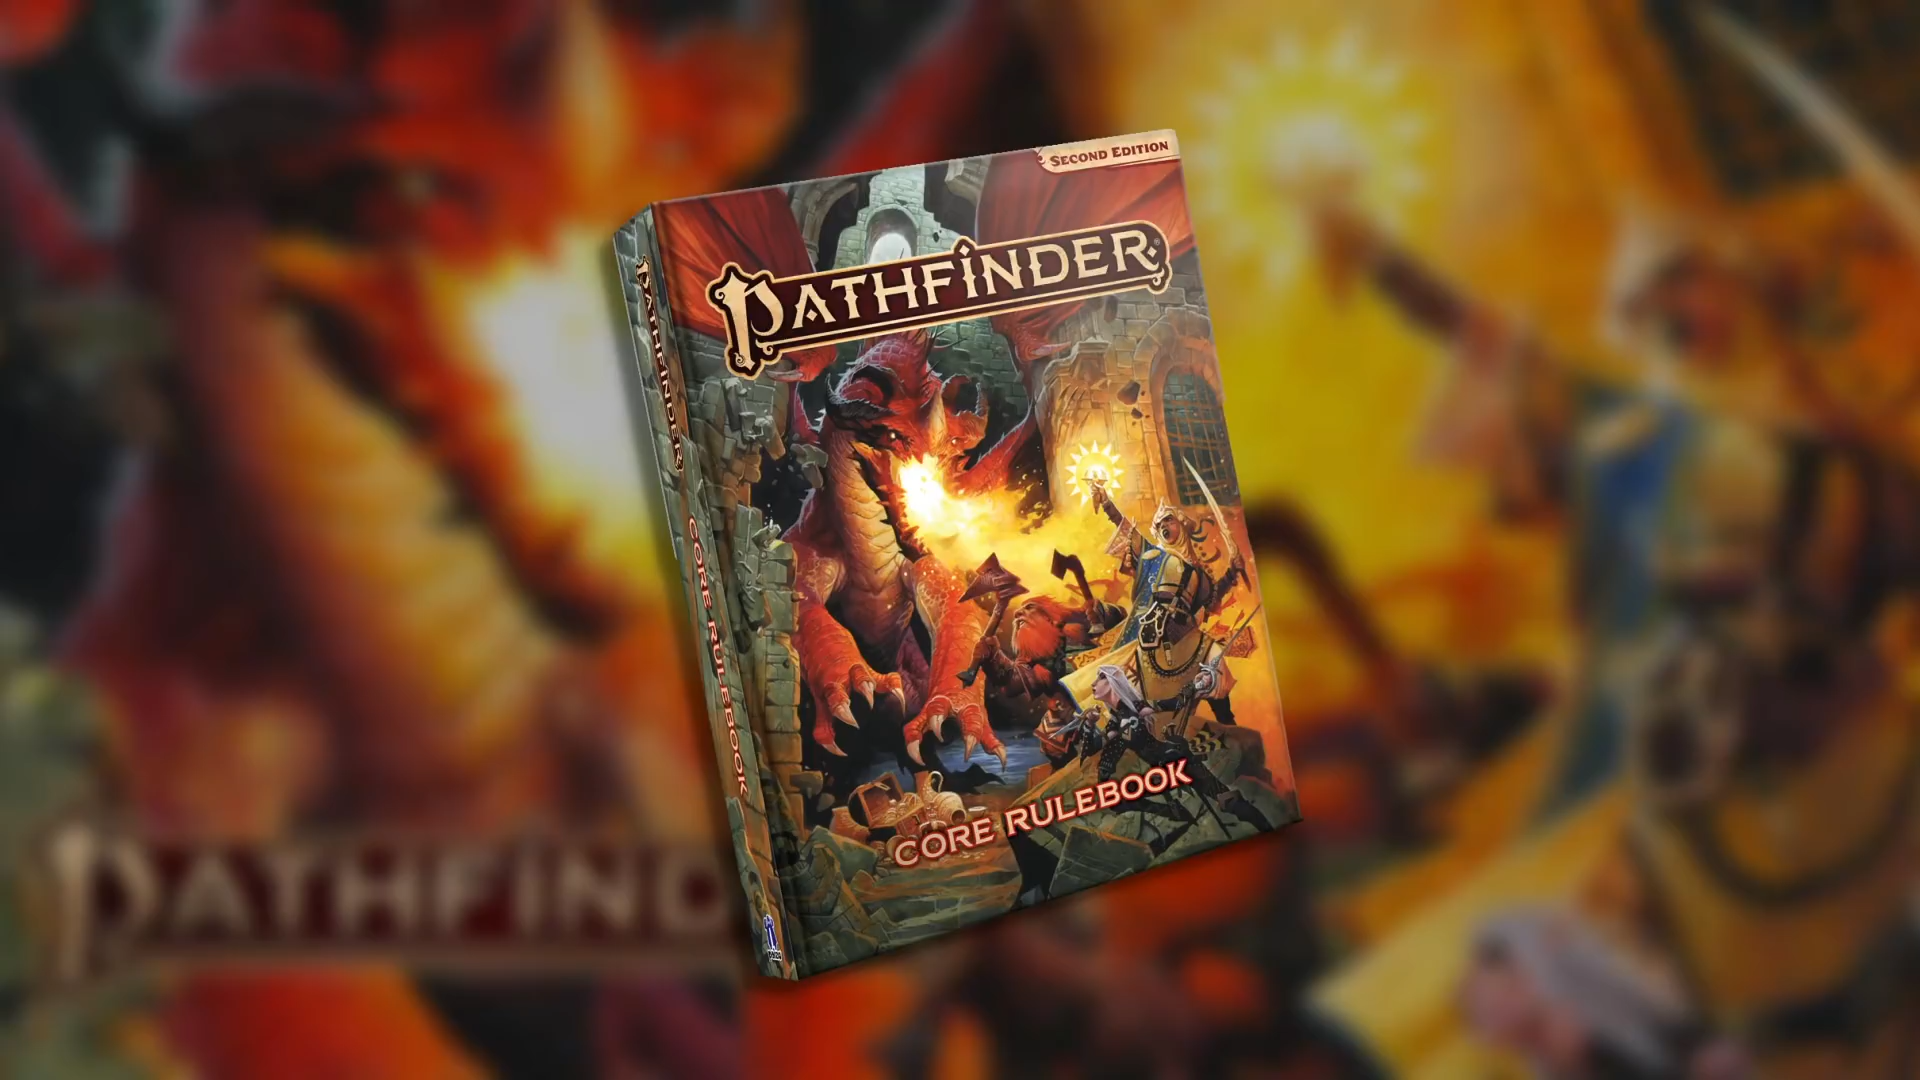 SECOND EDITION
PATHFINDER®
CORE RULEBOOK
PATHFINDER
CORE RULEBOOK
PATHFIND